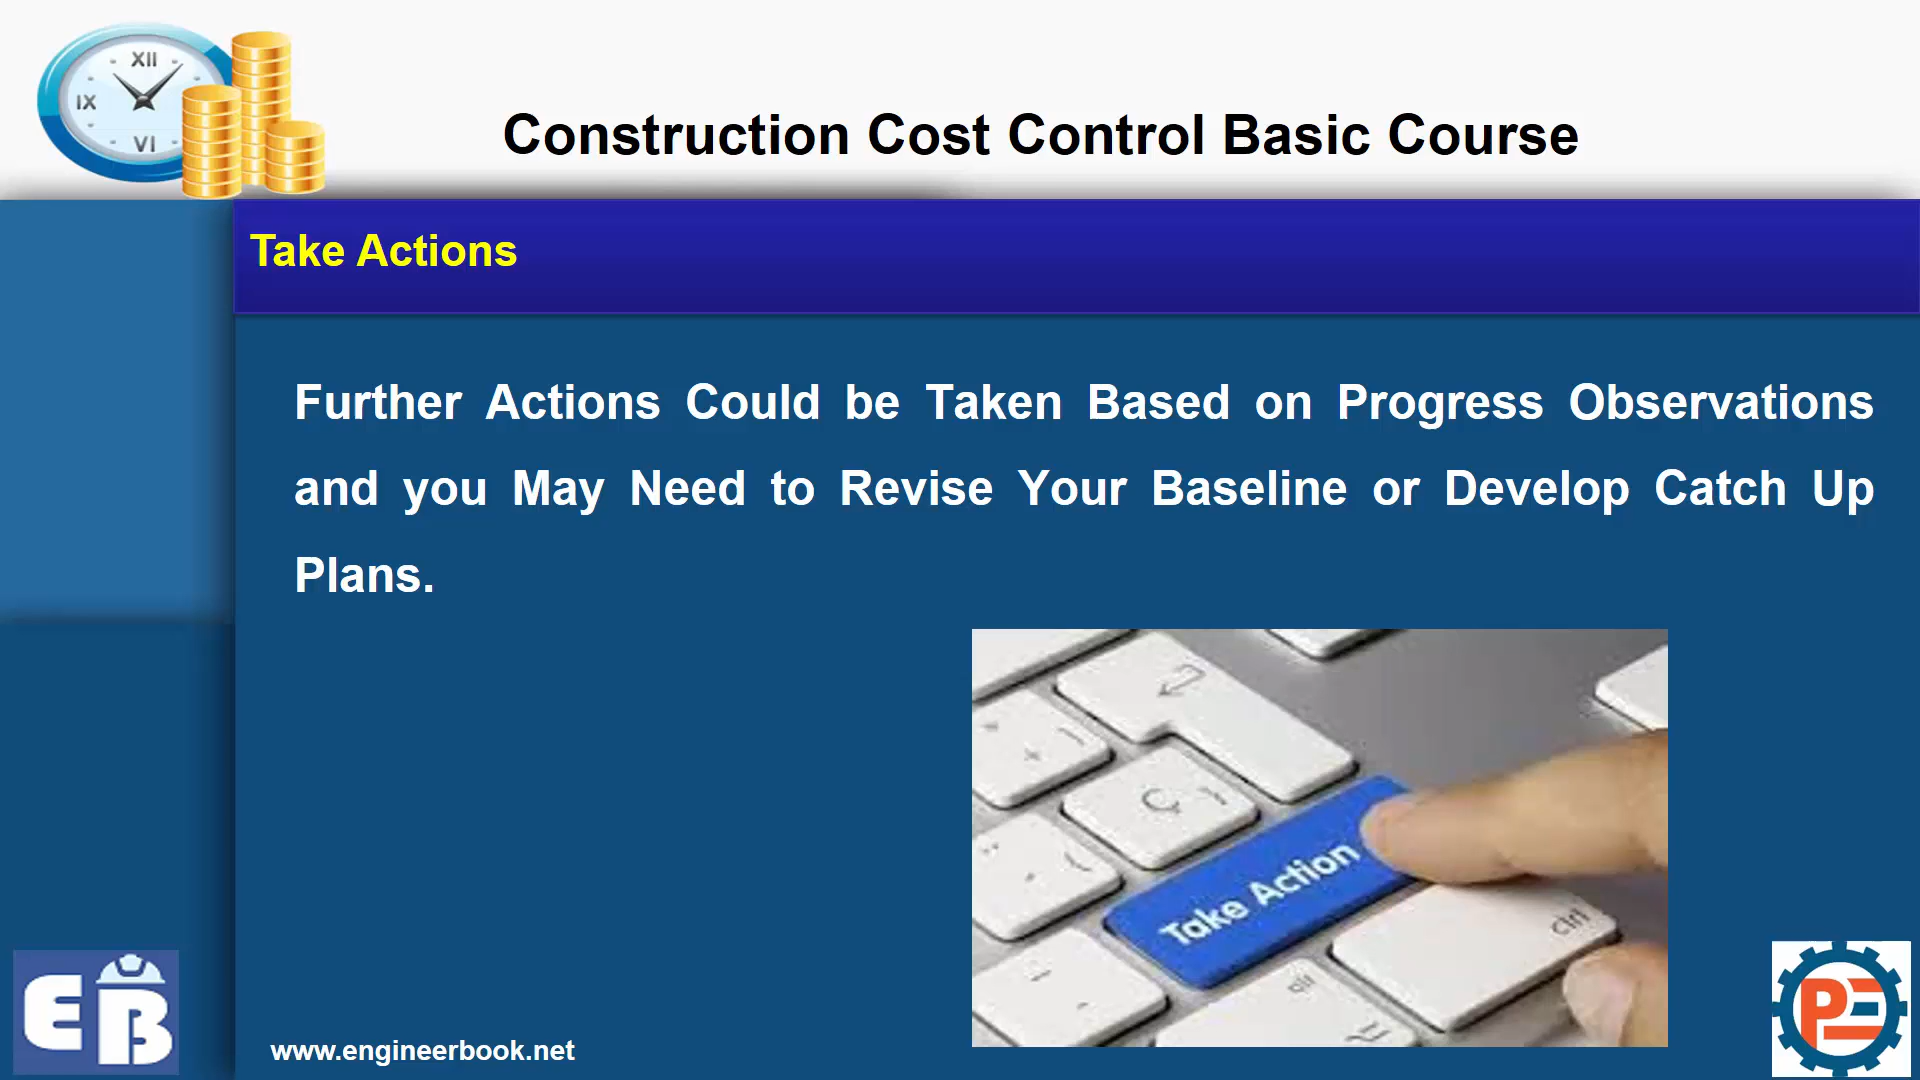 XII
IX
VI
Construction Cost Control Basic Course
Take Actions
Further Actions Could be Taken Based on Progress Observations
and you May Need to Revise Your Baseline or Develop Catch Up
Plans.
Take Action
ctrl
alt
EB
www.engineerbook.net
PE